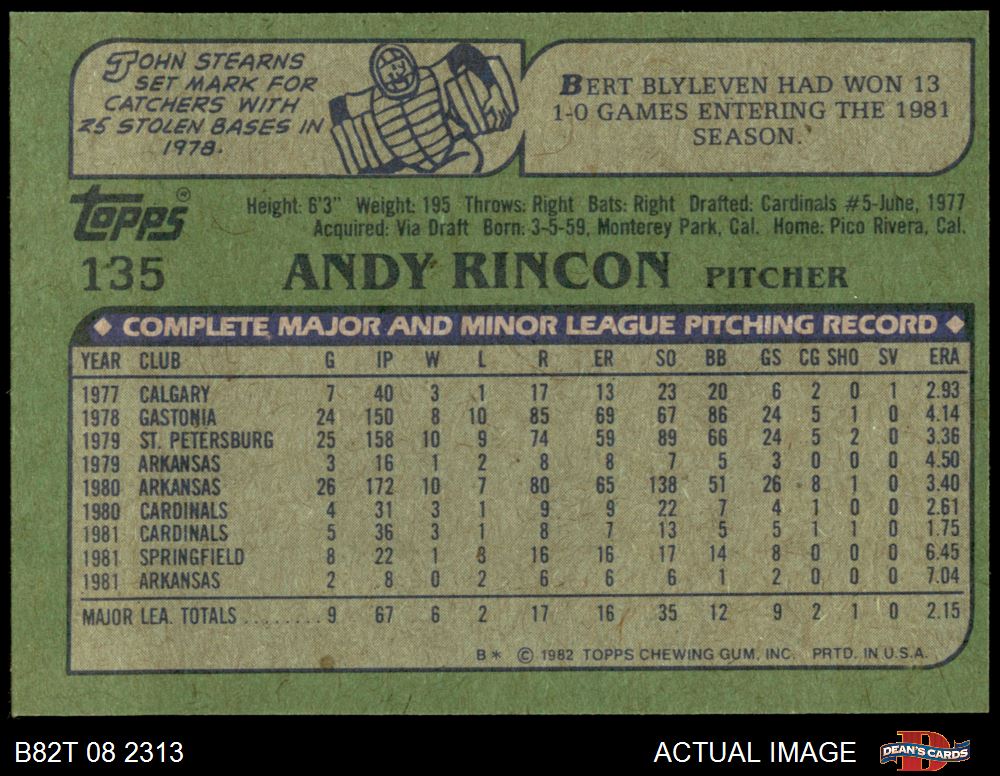 JOHN STEARNS
SET MARK FOR
CATCHERS WITH
25 STOLEN BASES IN
1978.
BERT BLYLEVEN HAD WON 13
1-0 GAMES ENTERING THE 1981
SEASON.
TOPPS®
Height: 6'3" Weight: 195 Throws: Right Bats: Right Drafted: Cardinals #5-June, 1977
Acquired: Via Draft Born: 3-5-59, Monterey Park, Cal. Home: Pico Rivera, Cal.
135 ANDY RINCON PITCHER
◆ COMPLETE MAJOR AND MINOR LEAGUE PITCHING RECORD ◆
YEAR CLUB G IP W L R ER SO BB GS CG SHO SV ERA
1977 CALGARY 7 40 3 1 17 13 23 20 6 2 0 1 2.93
1978 GASTONIA 24 150 8 10 85 69 67 86 24 5 1 0 4.14
1979 ST. PETERSBURG 25 158 10 9 74 59 89 66 24 5 2 0 3.36
1979 ARKANSAS 3 16 1 2 8 8 7 5 3 0 0 0 4.50
1980 ARKANSAS 26 172 10 7 80 65 138 51 26 8 1 0 3.40
1980 CARDINALS 4 31 3 1 9 9 22 7 4 1 0 0 2.61
1981 CARDINALS 5 36 3 1 8 7 13 5 5 1 1 0 1.75
1981 SPRINGFIELD 8 22 1 3 16 16 17 14 8 0 0 0 6.45
1981 ARKANSAS 2 8 0 2 6 6 6 1 2 0 0 0 7.04
MAJOR LEA. TOTALS ........ 9 67 6 2 17 16 35 12 9 2 1 0 2.15
B* © 1982 TOPPS CHEWING GUM, INC. PRTD. IN U.S.A.
B82T 08 2313
ACTUAL IMAGE
D
DEAN'S CARDS